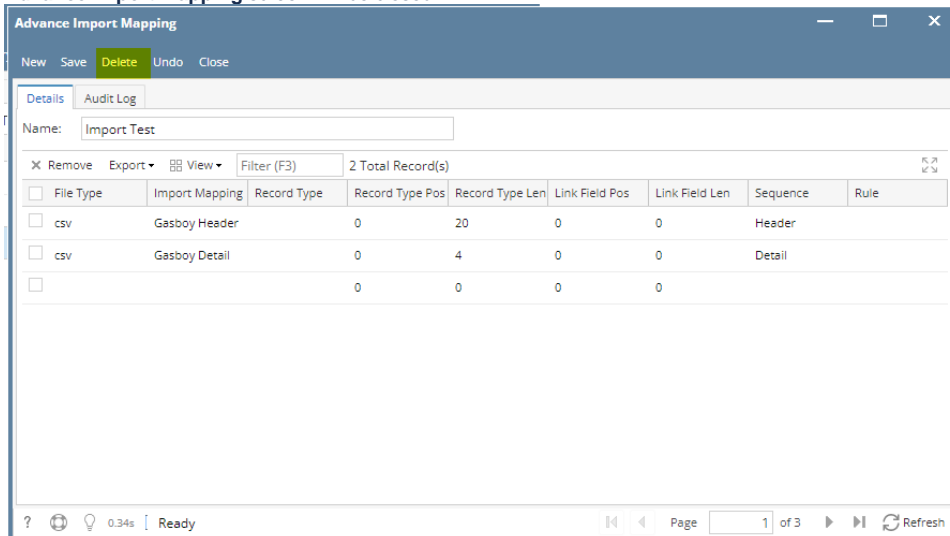 Advance Import Mapping
New Save Delete Undo Close
Details Audit Log
Name: Import Test
Remove Export View Filter (F3) 2 Total Record(s)
File Type Import Mapping Record Type Record Type Pos Record Type Len Link Field Pos Link Field Len Sequence Rule
csv Gasboy Header 0 20 0 0 Header
csv Gasboy Detail 0 4 0 0 Detail
0 0 0 0
? 0.34s Ready Page 1 of 3 Refresh